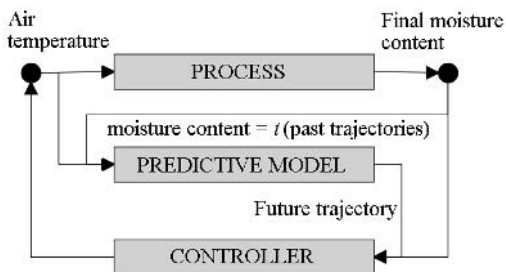 Air
temperature
Final moisture
content
PROCESS
moisture content = t (past trajectories)
PREDICTIVE MODEL
Future trajectory
CONTROLLER